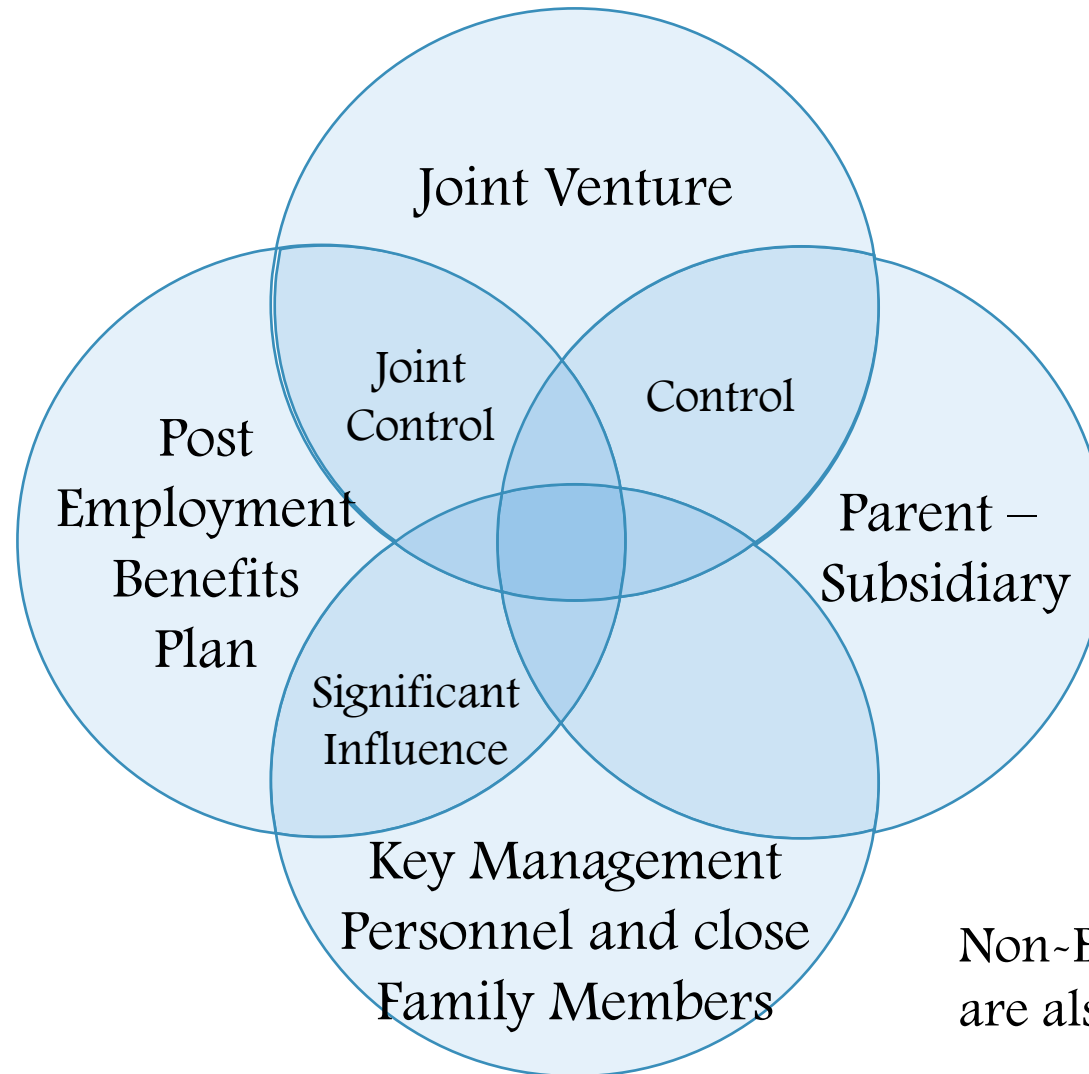 Joint Venture
Joint
Control
Control
Post
Employment
Benefits
Plan
Parent –
Subsidiary
Significant
Influence
Key Management
Personnel and close
Family Members
are